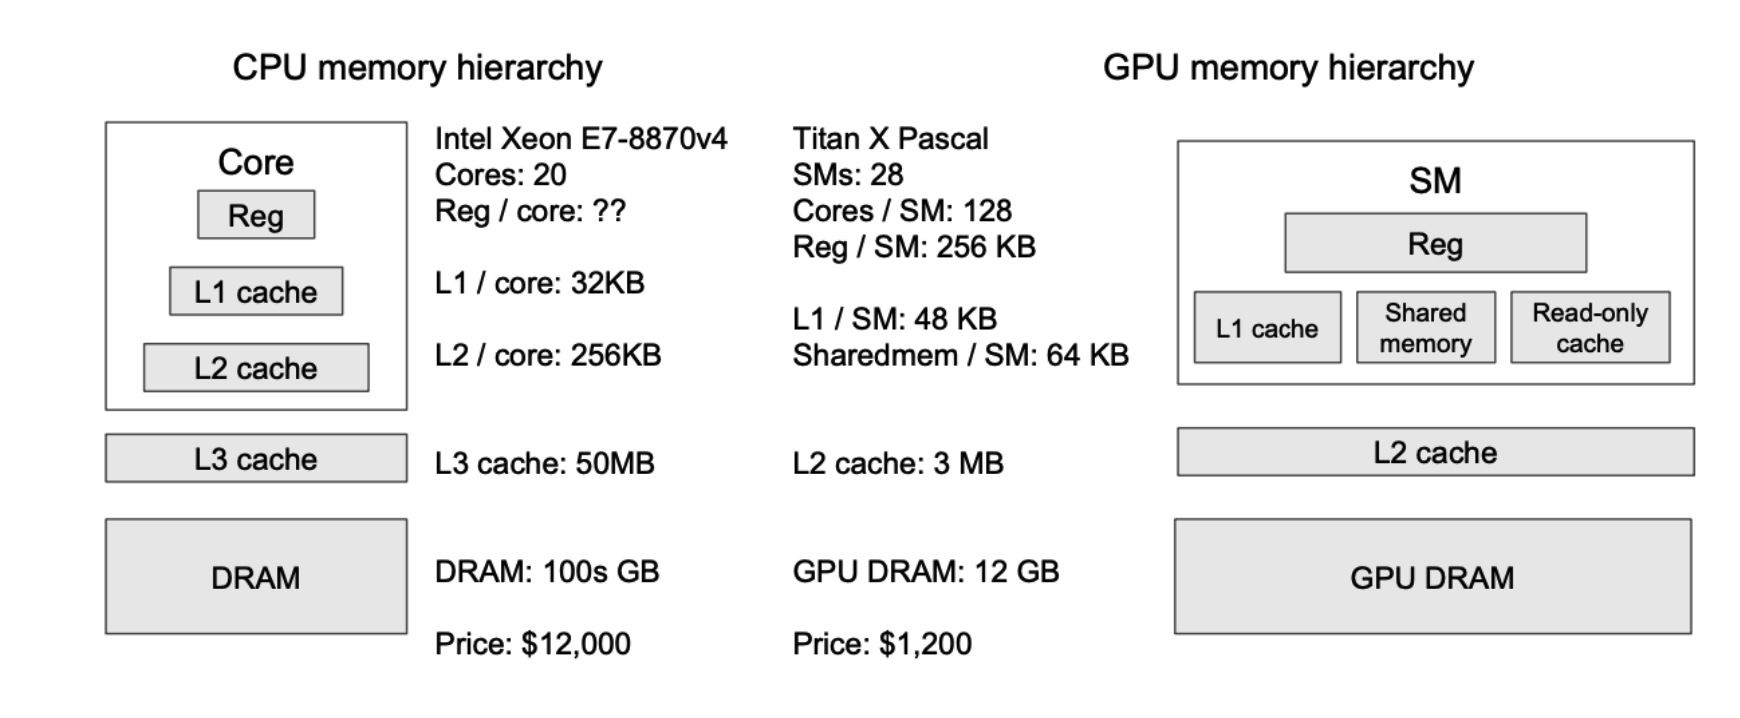 CPU memory hierarchy
GPU memory hierarchy
Core
Reg
L1 cache
L2 cache
L3 cache
DRAM
Intel Xeon E7-8870v4
Cores: 20
Reg / core: ??
L1 / core: 32KB
L2 / core: 256KB
L3 cache: 50MB
DRAM: 100s GB
Price: $12,000
Titan X Pascal
SMs: 28
Cores / SM: 128
Reg / SM: 256 KB
L1 / SM: 48 KB
Sharedmem / SM: 64 KB
L2 cache: 3 MB
GPU DRAM: 12 GB
Price: $1,200
SM
Reg
L1 cache
Shared
memory
Read-only
cache
L2 cache
GPU DRAM